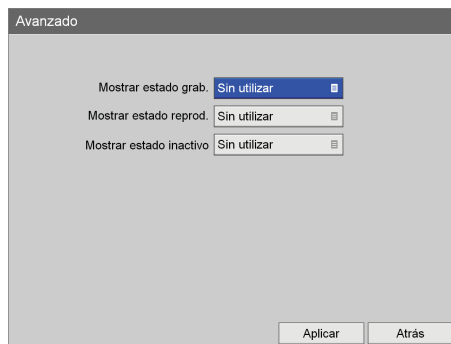 Avanzado
Mostrar estado grab. Sin utilizar
Mostrar estado reprod. Sin utilizar
Mostrar estado inactivo Sin utilizar
Aplicar Atrás